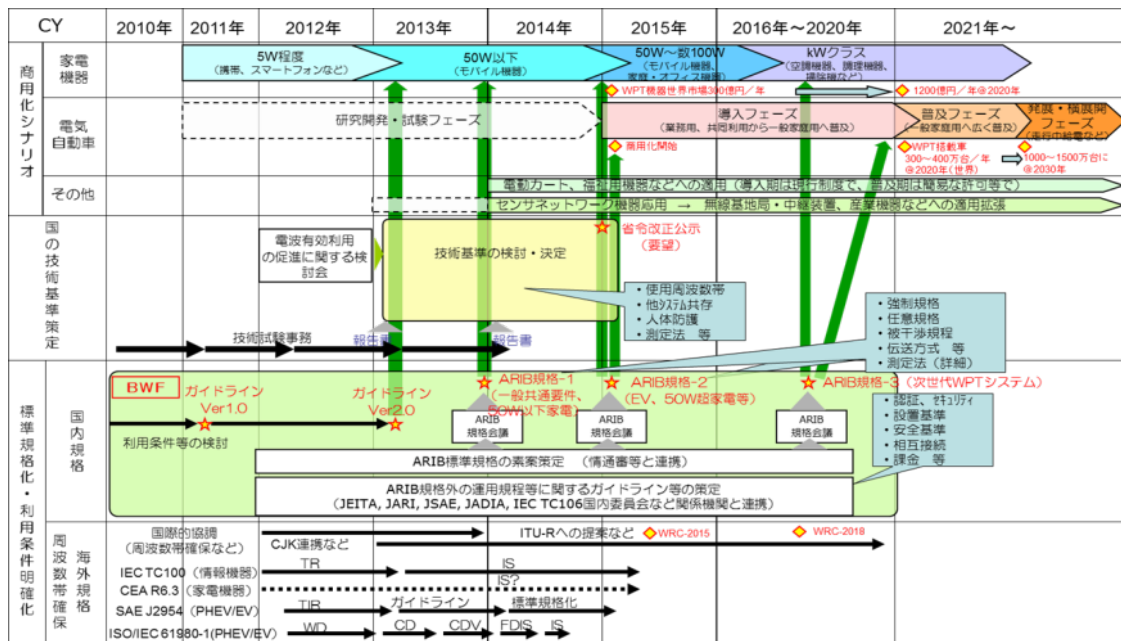 CY
2010年
2011年
2012年
2013年
2014年
2015年
2016年～2020年
2021年～
商用化シナリオ
家電
機器
5W程度
(携帯、スマートフォンなど)
50W以下
(モバイル機器)
50W～数100W
(モバイル機器、
家庭・オフィス機器)
kWクラス
(空調機器、調理機器、
掃除機など)
WPT機器世界市場300億円／年
1200億円／年@2020年
電気
自動車
研究開発・試験フェーズ
導入フェーズ
(業務用、共同利用から一般家庭用へ普及)
普及フェーズ
(一般家庭用へ広く普及)
発展・横展開
フェーズ
(走行中給電など)
商用化開始
WPT搭載車
300～400万台／年
@2020年(世界)
1000～1500万台に
@2030年
その他
電動カート、福祉用機器などへの適用（導入期は現行制度で、普及期は簡易な許可等で）
センサネットワーク機器応用 → 無線基地局・中継装置、産業機器などへの適用拡張
国の技術基準策定
電波有効利用
の促進に関する検
討会
技術基準の検討・決定
省令改正公示
(要望)
・使用周波数帯
・他システム共存
・人体防護
・測定法 等
・強制規格
・任意規格
・被干渉規程
・伝送方式 等
・測定法（詳細）
技術試験事務
報告書
報告書
標準規格化・利用条件明確化
国内規格
BWF
ガイドライン
Ver1.0
ガイドライン
Ver2.0
ARIB規格-1
(一般共通要件、
50W以下家電)
ARIB規格-2
(EV、50W超家電等)
ARIB規格-3（次世代WPTシステム）
利用条件等の検討
ARIB
規格会議
ARIB
規格会議
ARIB
規格会議
・認証、セキュリティ
・設置基準
・安全基準
・相互接続
・課金 等
ARIB標準規格の素案策定 （情通審等と連携）
ARIB規格外の運用規程等に関するガイドライン等の策定
(JEITA, JARI, JSAE, JADIA, IEC TC106国内委員会など関係機関と連携)
周波数帯確保
海外規格
国際的協調
(周波数帯確保など)
CJK連携など
ITU-Rへの提案など
WRC-2015
WRC-2018
IEC TC100（情報機器）
TR
IS
CEA R6.3（家電機器）
IS?
SAE J2954（PHEV/EV）
TIR
ガイドライン
標準規格化
ISO/IEC 61980-1(PHEV/EV)
WD
CD
CDV
FDIS
IS